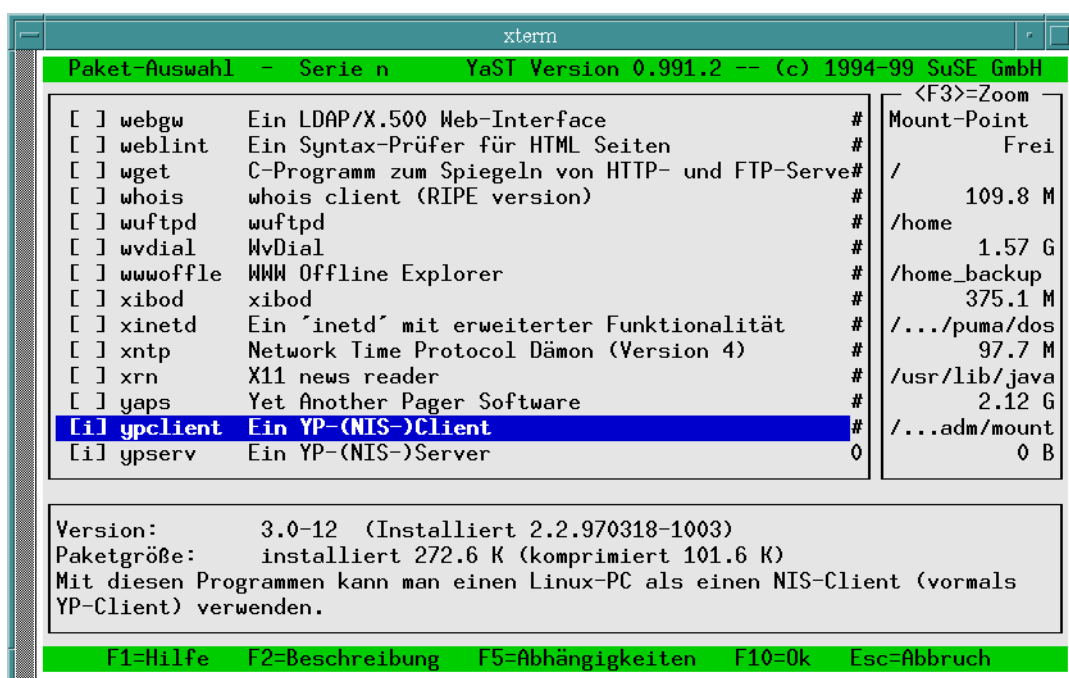 xterm
Paket-Auswahl - Serie n YaST Version 0.991.2 -- (c) 1994-99 SuSE GmbH
[ ] webgw Ein LDAP/X.500 Web-Interface #
[ ] weblint Ein Syntax-Prüfer für HTML Seiten #
[ ] wget C-Programm zum Spiegeln von HTTP- und FTP-Serve#
[ ] whois whois client (RIPE version) #
[ ] wuftpd wuftpd #
[ ] wvdial WvDial #
[ ] wwwoffle WWW Offline Explorer #
[ ] xibod xibod #
[ ] xinetd Ein ´inetd´ mit erweiterter Funktionalität #
[ ] xntp Network Time Protocol Dämon (Version 4) #
[ ] xrn X11 news reader #
[ ] yaps Yet Another Pager Software #
[i] ypclient Ein YP-(NIS-)Client #
[i] ypserv Ein YP-(NIS-)Server 0
<F3>=Zoom
Mount-Point
Frei
/
109.8 M
/home
1.57 G
/home_backup
375.1 M
/.../puma/dos
97.7 M
/usr/lib/java
2.12 G
/...adm/mount
0 B
Version: 3.0-12 (Installiert 2.2.970318-1003)
Paketgröße: installiert 272.6 K (komprimiert 101.6 K)
Mit diesen Programmen kann man einen Linux-PC als einen NIS-Client (vormals
YP-Client) verwenden.
F1=Hilfe F2=Beschreibung F5=Abhängigkeiten F10=Ok Esc=Abbruch